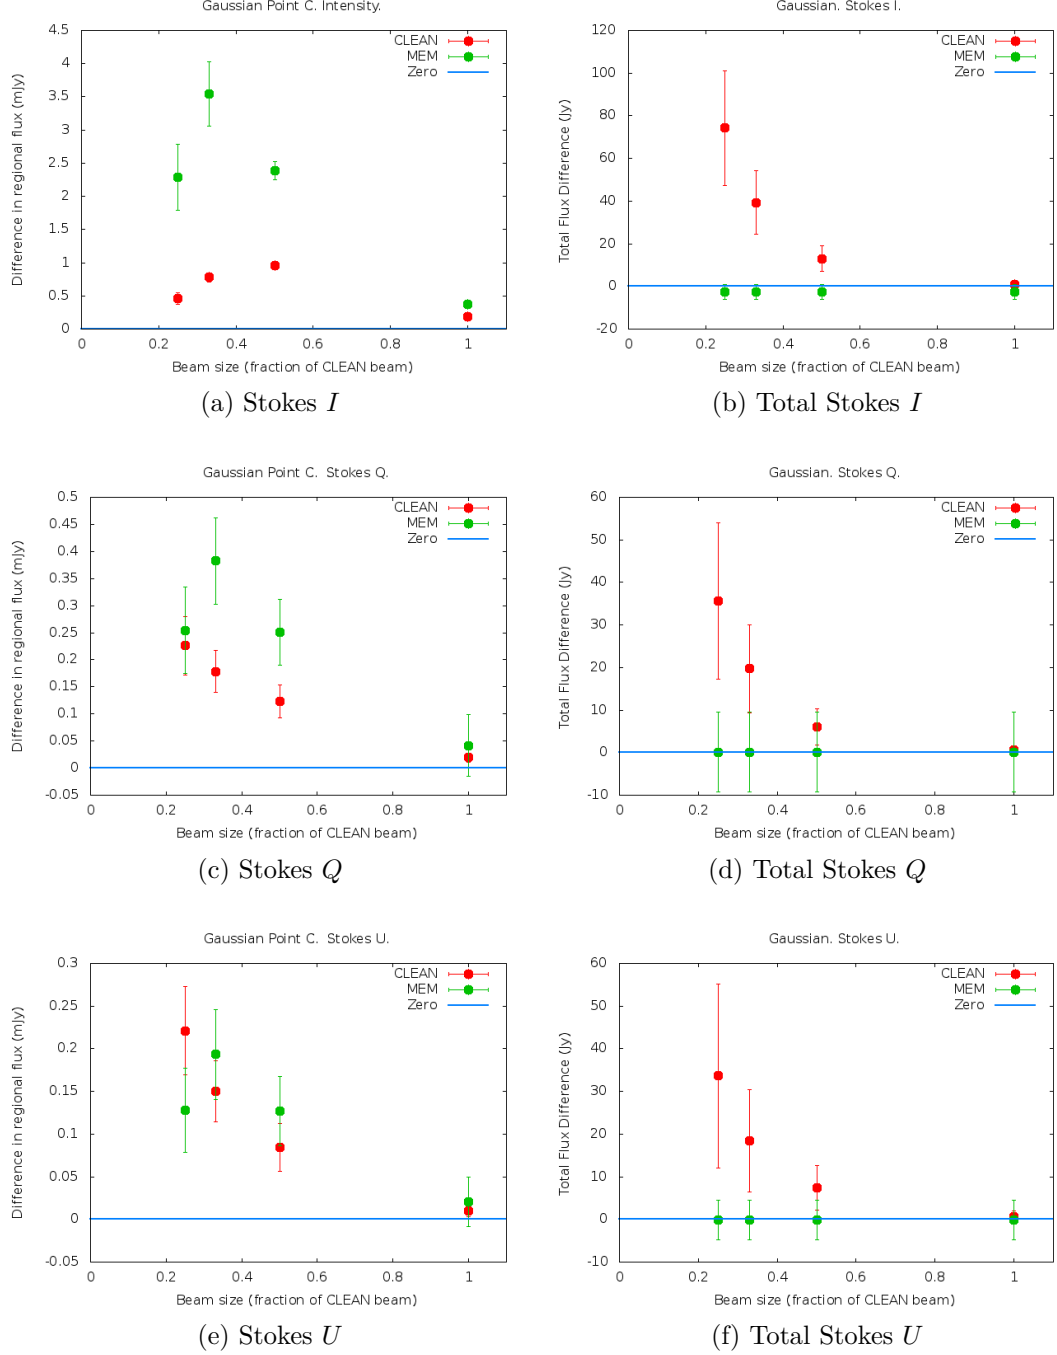 Gaussian Point C. Intensity.
Difference in regional flux (mJy)
4.5
4
3.5
3
2.5
2
1.5
1
0.5
0
CLEAN
MEM
Zero
0 0.2 0.4 0.6 0.8 1
Beam size (fraction of CLEAN beam)
(a) Stokes I
Gaussian. Stokes I.
Total Flux Difference (Jy)
120
100
80
60
40
20
0
-20
CLEAN
MEM
Zero
0 0.2 0.4 0.6 0.8 1
Beam size (fraction of CLEAN beam)
(b) Total Stokes I
Gaussian Point C. Stokes Q.
Difference in regional flux (mJy)
0.5
0.45
0.4
0.35
0.3
0.25
0.2
0.15
0.1
0.05
0
-0.05
CLEAN
MEM
Zero
0 0.2 0.4 0.6 0.8 1
Beam size (fraction of CLEAN beam)
(c) Stokes Q
Gaussian. Stokes Q.
Total Flux Difference (Jy)
60
50
40
30
20
10
0
-10
CLEAN
MEM
Zero
0 0.2 0.4 0.6 0.8 1
Beam size (fraction of CLEAN beam)
(d) Total Stokes Q
Gaussian Point C. Stokes U.
Difference in regional flux (mJy)
0.3
0.25
0.2
0.15
0.1
0.05
0
-0.05
CLEAN
MEM
Zero
0 0.2 0.4 0.6 0.8 1
Beam size (fraction of CLEAN beam)
(e) Stokes U
Gaussian. Stokes U.
Total Flux Difference (Jy)
60
50
40
30
20
10
0
-10
CLEAN
MEM
Zero
0 0.2 0.4 0.6 0.8 1
Beam size (fraction of CLEAN beam)
(f) Total Stokes U